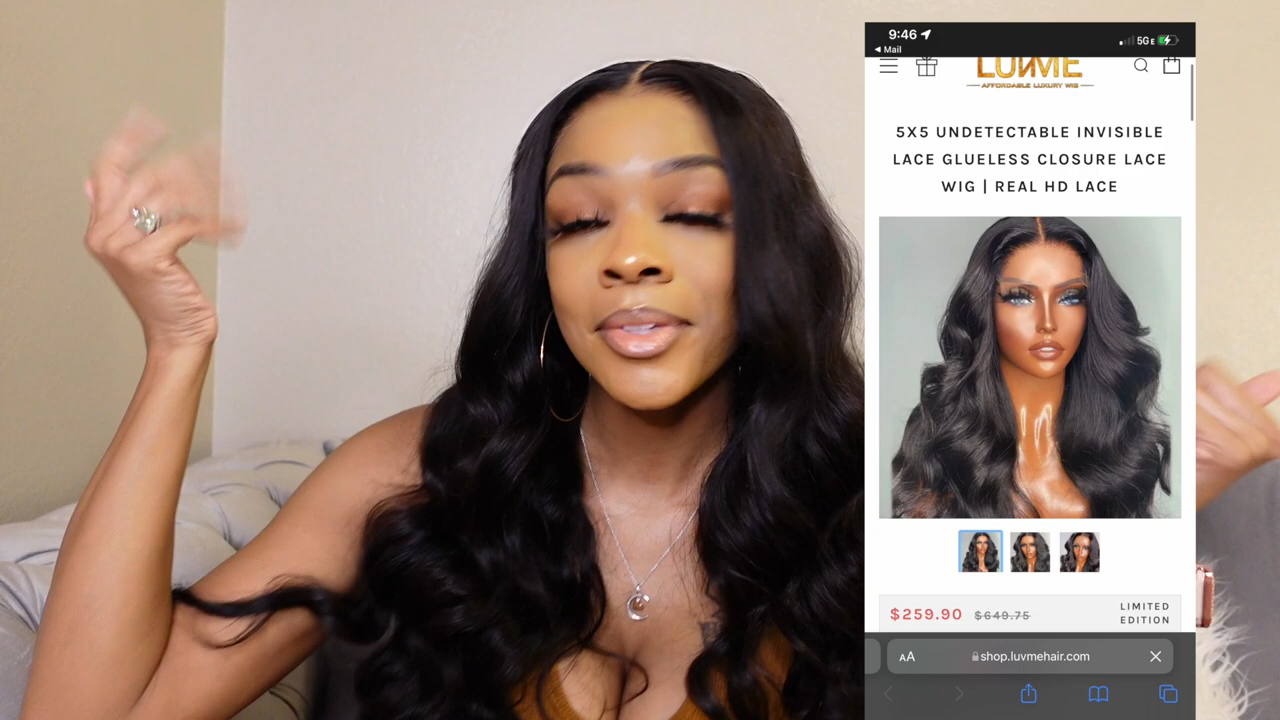 9:46
5G E
Mail
LUVME
AFFORDABLE LUXURY WIG
5X5 UNDETECTABLE INVISIBLE
LACE GLUELESS CLOSURE LACE
WIG | REAL HD LACE
$259.90 $649.75
LIMITED
EDITION
AA
shop.luvmehair.com